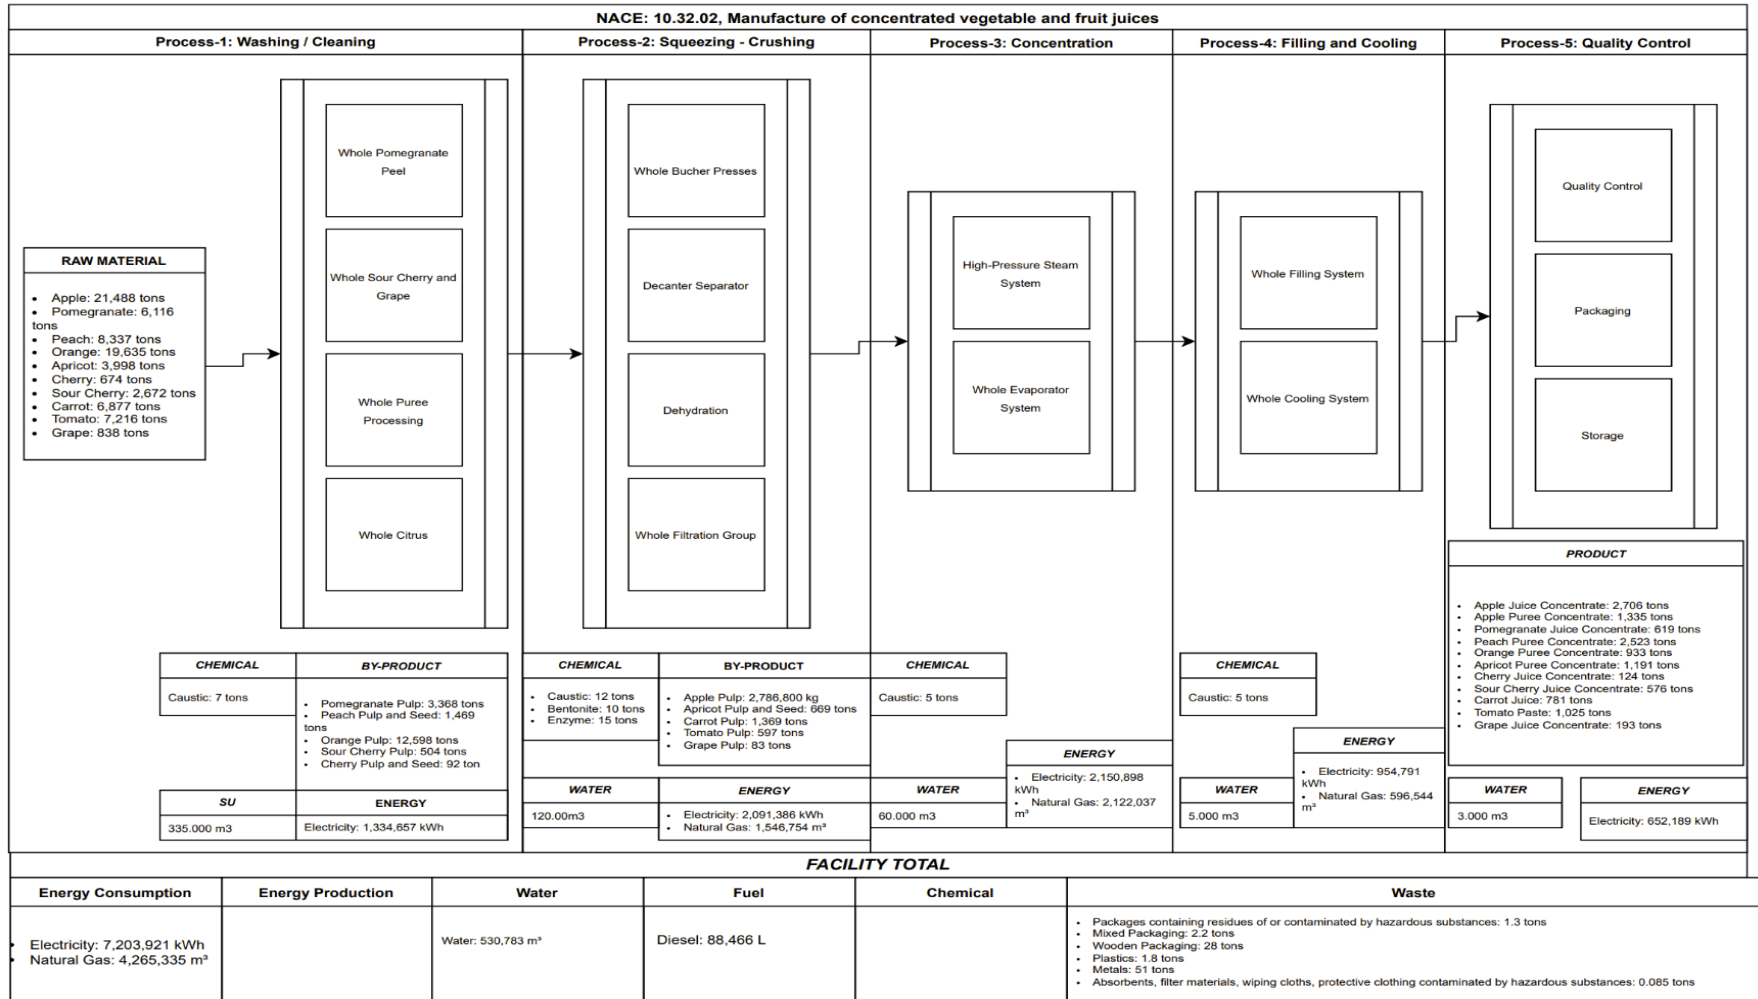 NACE: 10.32.02, Manufacture of concentrated vegetable and fruit juices
Process-1: Washing / Cleaning
Process-2: Squeezing - Crushing
Process-3: Concentration
Process-4: Filling and Cooling
Process-5: Quality Control
RAW MATERIAL
• Apple: 21,488 tons
• Pomegranate: 6,116
tons
• Peach: 8,337 tons
• Orange: 19,635 tons
• Apricot: 3,998 tons
• Cherry: 674 tons
• Sour Cherry: 2,672 tons
• Carrot: 6,877 tons
• Tomato: 7,216 tons
• Grape: 838 tons
Whole Pomegranate
Peel
Whole Sour Cherry and
Grape
Whole Puree
Processing
Whole Citrus
CHEMICAL
Caustic: 7 tons
BY-PRODUCT
• Pomegranate Pulp: 3,368 tons
• Peach Pulp and Seed: 1,469
tons
• Orange Pulp: 12,598 tons
• Sour Cherry Pulp: 504 tons
• Cherry Pulp and Seed: 92 ton
SU
335.000 m3
ENERGY
Electricity: 1,334,657 kWh
Whole Bucher Presses
Decanter Separator
Dehydration
Whole Filtration Group
CHEMICAL
• Caustic: 12 tons
• Bentonite: 10 tons
• Enzyme: 15 tons
BY-PRODUCT
• Apple Pulp: 2,786,800 kg
• Apricot Pulp and Seed: 669 tons
• Carrot Pulp: 1,369 tons
• Tomato Pulp: 597 tons
• Grape Pulp: 83 tons
WATER
120.00m3
ENERGY
• Electricity: 2,091,386 kWh
• Natural Gas: 1,546,754 m³
High-Pressure Steam
System
Whole Evaporator
System
CHEMICAL
Caustic: 5 tons
WATER
60.000 m3
ENERGY
• Electricity: 2,150,898
kWh
• Natural Gas: 2,122,037
m³
Whole Filling System
Whole Cooling System
CHEMICAL
Caustic: 5 tons
WATER
5.000 m3
ENERGY
• Electricity: 954,791
kWh
• Natural Gas: 596,544
m³
Quality Control
Packaging
Storage
PRODUCT
• Apple Juice Concentrate: 2,706 tons
• Apple Puree Concentrate: 1,335 tons
• Pomegranate Juice Concentrate: 619 tons
• Peach Puree Concentrate: 2,523 tons
• Orange Puree Concentrate: 933 tons
• Apricot Puree Concentrate: 1,191 tons
• Cherry Juice Concentrate: 124 tons
• Sour Cherry Juice Concentrate: 576 tons
• Carrot Juice: 781 tons
• Tomato Paste: 1,025 tons
• Grape Juice Concentrate: 193 tons
WATER
3.000 m3
ENERGY
Electricity: 652,189 kWh
FACILITY TOTAL
Energy Consumption
• Electricity: 7,203,921 kWh
• Natural Gas: 4,265,335 m³
Energy Production
Water
Water: 530,783 m³
Fuel
Diesel: 88,466 L
Chemical
Waste
• Packages containing residues of or contaminated by hazardous substances: 1.3 tons
• Mixed Packaging: 2.2 tons
• Wooden Packaging: 28 tons
• Plastics: 1.8 tons
• Metals: 51 tons
• Absorbents, filter materials, wiping cloths, protective clothing contaminated by hazardous substances: 0.085 tons